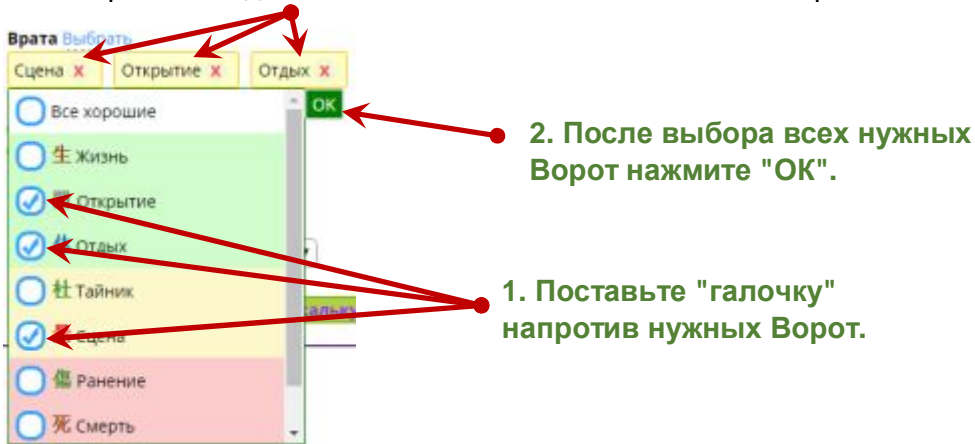 Врата Выбрать
Сцена x Открытие x Отдых x
Все хорошие OK
生 Жизнь
Открытие
Отдых
杜 Тайник
Сцена
傷 Ранение
死 Смерть
2. После выбора всех нужных
Ворот нажмите "ОК".
1. Поставьте "галочку"
напротив нужных Ворот.